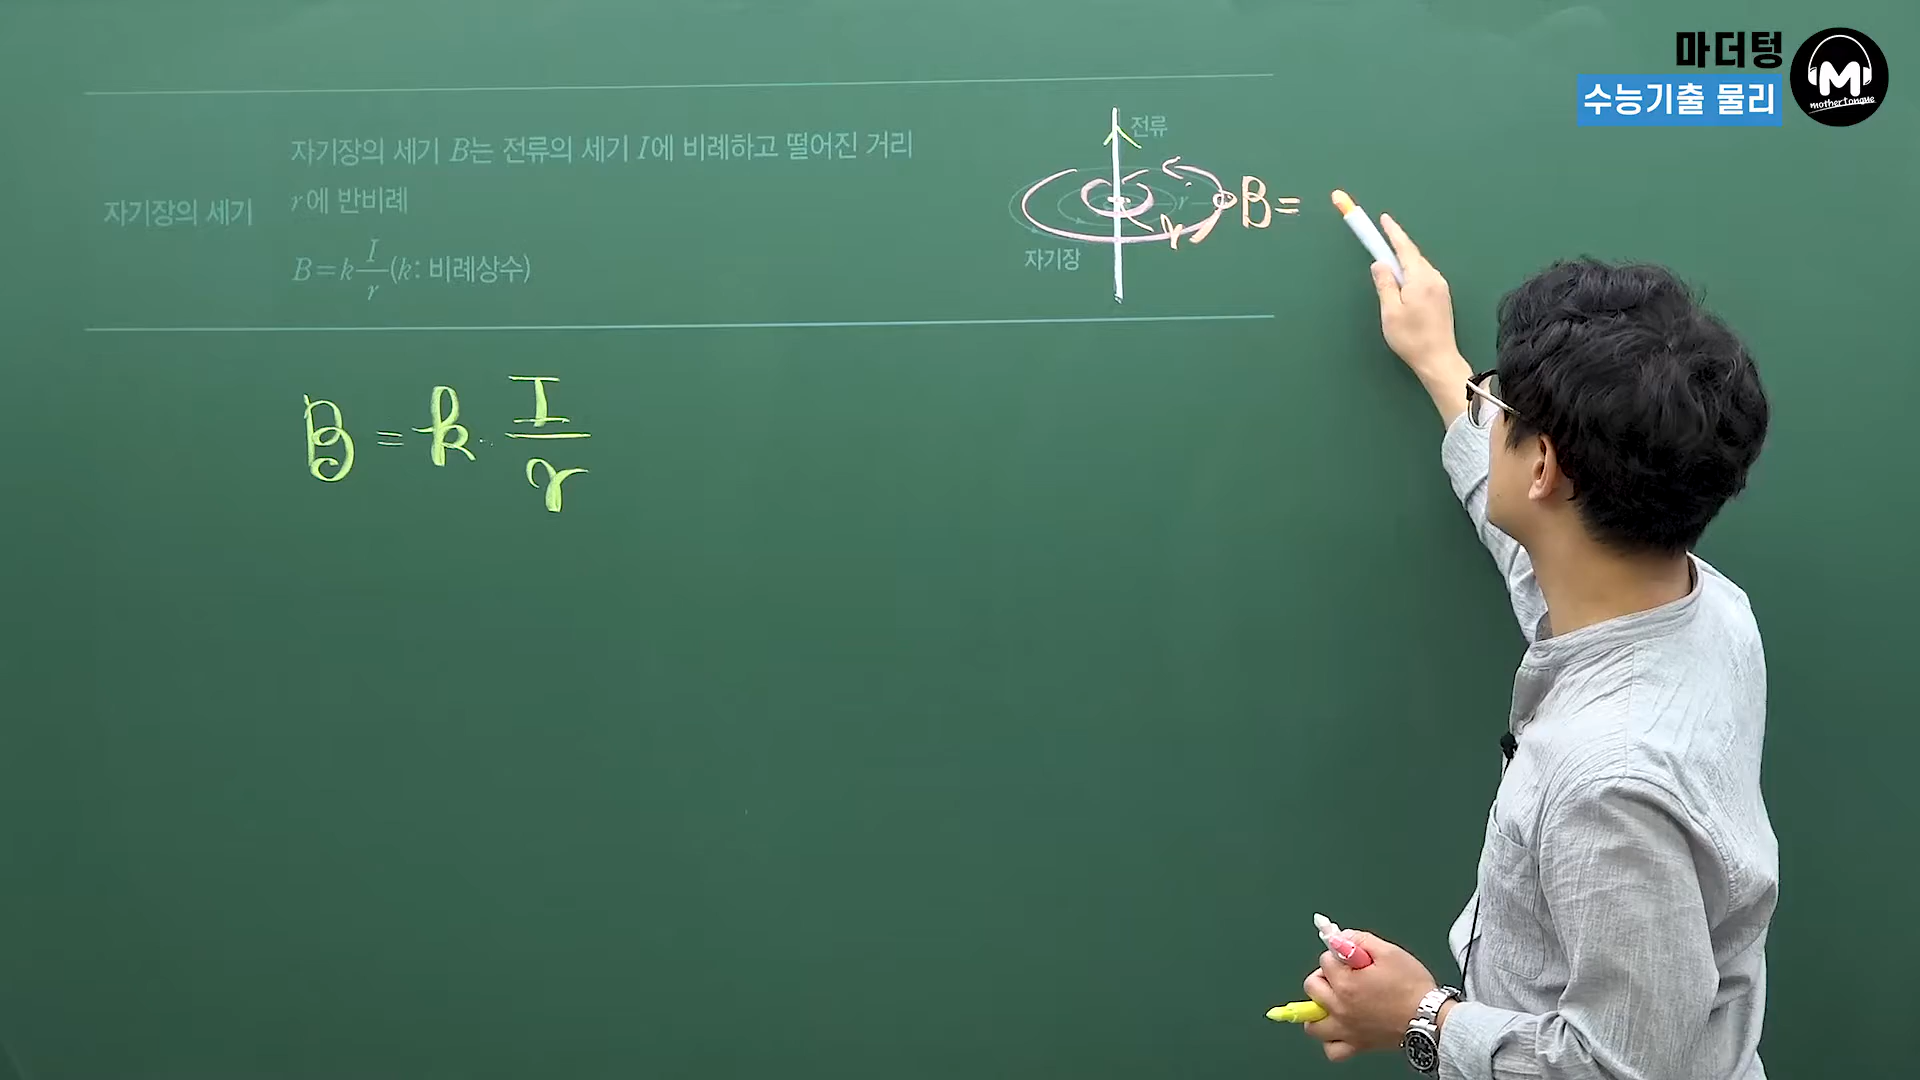 마더텅
수능기출 물리
M
mothertongue
자기장의 세기
자기장의 세기 B는 전류의 세기 I에 비례하고 떨어진 거리
r에 반비례
B=k I/r (k: 비례상수)
전류
r
r
자기장
B=
B = k · I/r